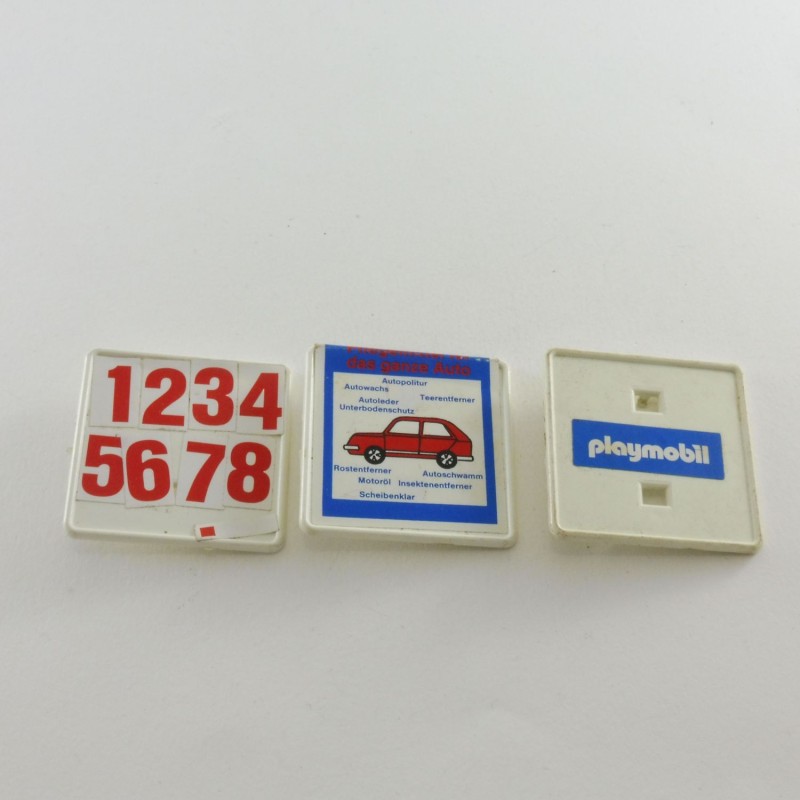 1234
5678
das ganze Auto
Autopolitur
Autowachs
Teerentferner
Autoleder
Unterbodenschutz
Rostentferner
Autoschwamm
Motoröl
Insektenentferner
Scheibenklar
playmobil